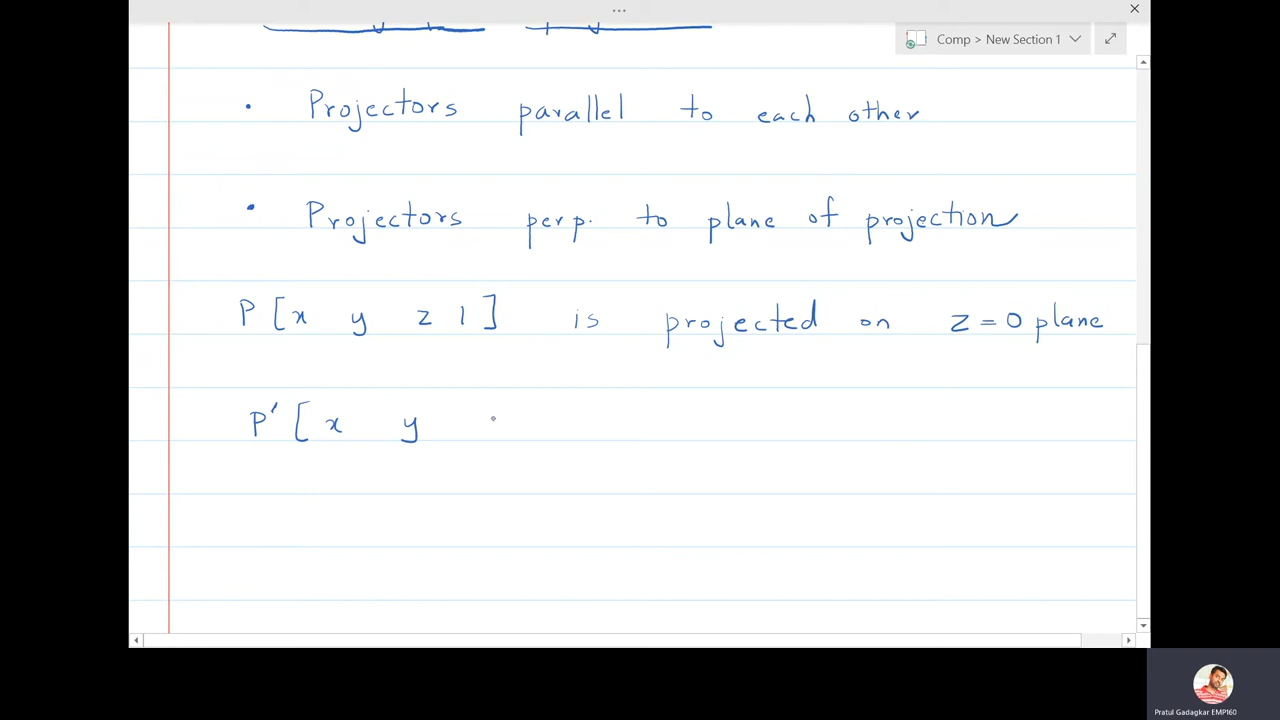 Comp > New Section 1
• Projectors parallel to each other
• Projectors perp. to plane of projection
P [x y z 1] is projected on z = 0 plane
P' [x y
Pratul Gadagkar EMP160